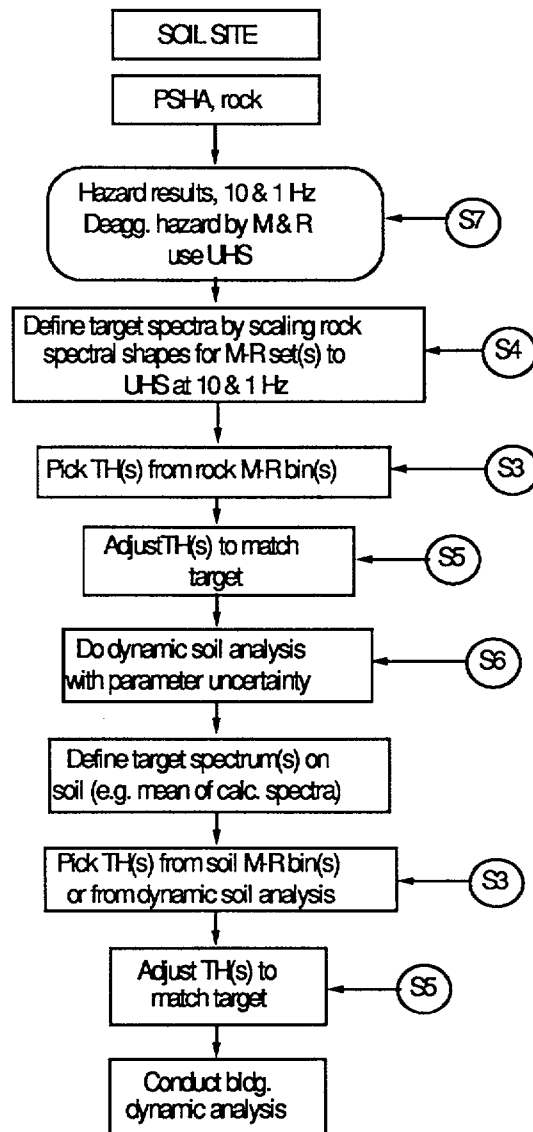 SOIL SITE
PSHA, rock
Hazard results, 10 & 1 Hz
Deagg. hazard by M & R
use UHS
S7
Define target spectra by scaling rock
spectral shapes for M-R set(s) to
UHS at 10 & 1 Hz
S4
Pick TH(s) from rock M-R bin(s)
S3
Adjust TH(s) to match
target
S5
Do dynamic soil analysis
with parameter uncertainty
S6
Define target spectrum(s) on
soil (e.g. mean of calc. spectra)
Pick TH(s) from soil M-R bin(s)
or from dynamic soil analysis
S3
Adjust TH(s) to
match target
S5
Conduct bldg.
dynamic analysis